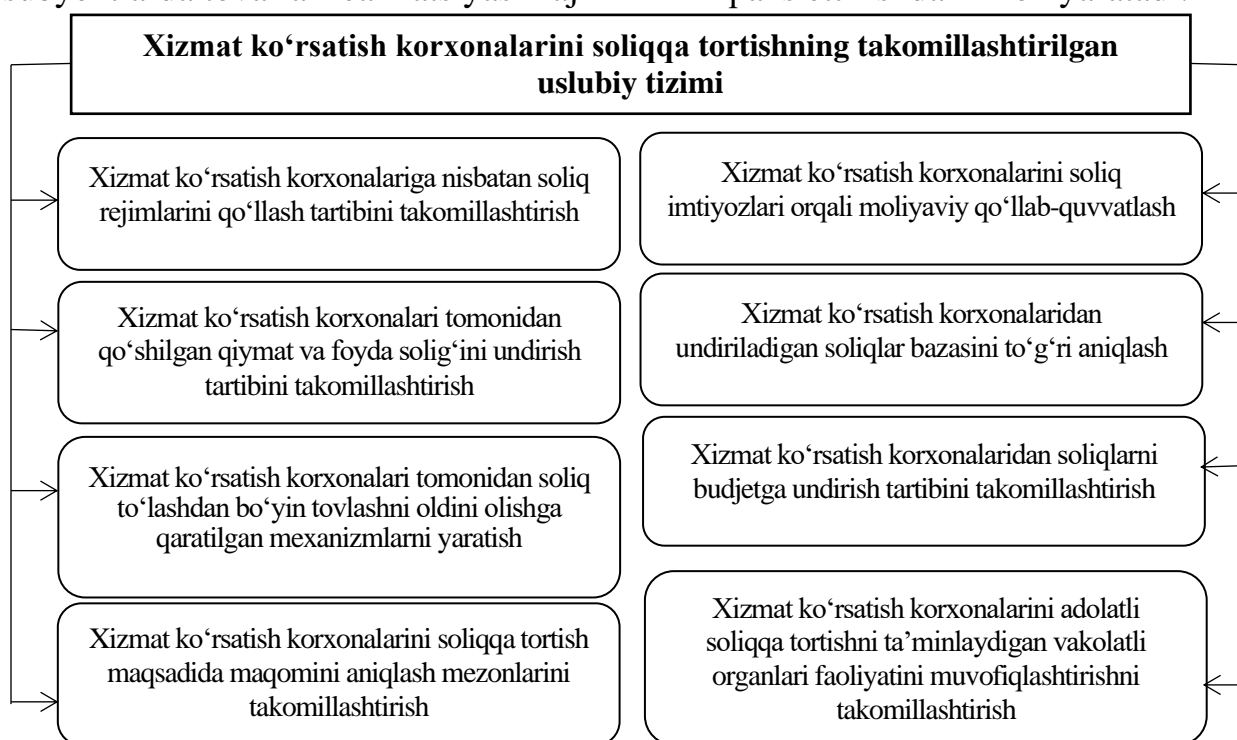 Xizmat ko‘rsatish korxonalarini soliqqa tortishning takomillashtirilgan
uslubiy tizimi
Xizmat ko‘rsatish korxonalariga nisbatan soliq
rejimlarini qo‘llash tartibini takomillashtirish
Xizmat ko‘rsatish korxonalari tomonidan
qo‘shilgan qiymat va foyda solig‘ini undirish
tartibini takomillashtirish
Xizmat ko‘rsatish korxonalari tomonidan soliq
to‘lashdan bo‘yin tovlashni oldini olishga
qaratilgan mexanizmlarni yaratish
Xizmat ko‘rsatish korxonalarini soliqqa tortish
maqsadida maqomini aniqlash mezonlarini
takomillashtirish
Xizmat ko‘rsatish korxonalarini soliq
imtiyozlari orqali moliyaviy qo‘llab-quvvatlash
Xizmat ko‘rsatish korxonalaridan
undiriladigan soliqlar bazasini to‘g‘ri aniqlash
Xizmat ko‘rsatish korxonalaridan soliqlarni
budjetga undirish tartibini takomillashtirish
Xizmat ko‘rsatish korxonalarini adolatli
soliqqa tortishni ta’minlaydigan vakolatli
organlari faoliyatini muvofiqlashtirishni
takomillashtirish